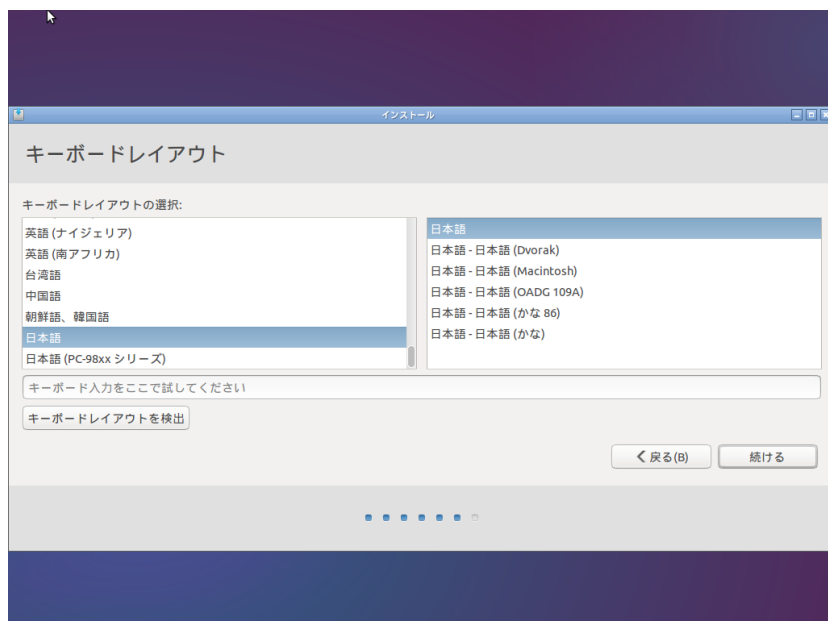 インストール
キーボードレイアウト
キーボードレイアウトの選択:
英語 (ナイジェリア)
英語 (南アフリカ)
台湾語
中国語
朝鮮語、韓国語
日本語
日本語 (PC-98xx シリーズ)
日本語
日本語 - 日本語 (Dvorak)
日本語 - 日本語 (Macintosh)
日本語 - 日本語 (OADG 109A)
日本語 - 日本語 (かな 86)
日本語 - 日本語 (かな)
キーボード入力をここで試してください
キーボードレイアウトを検出
戻る(B)
続ける